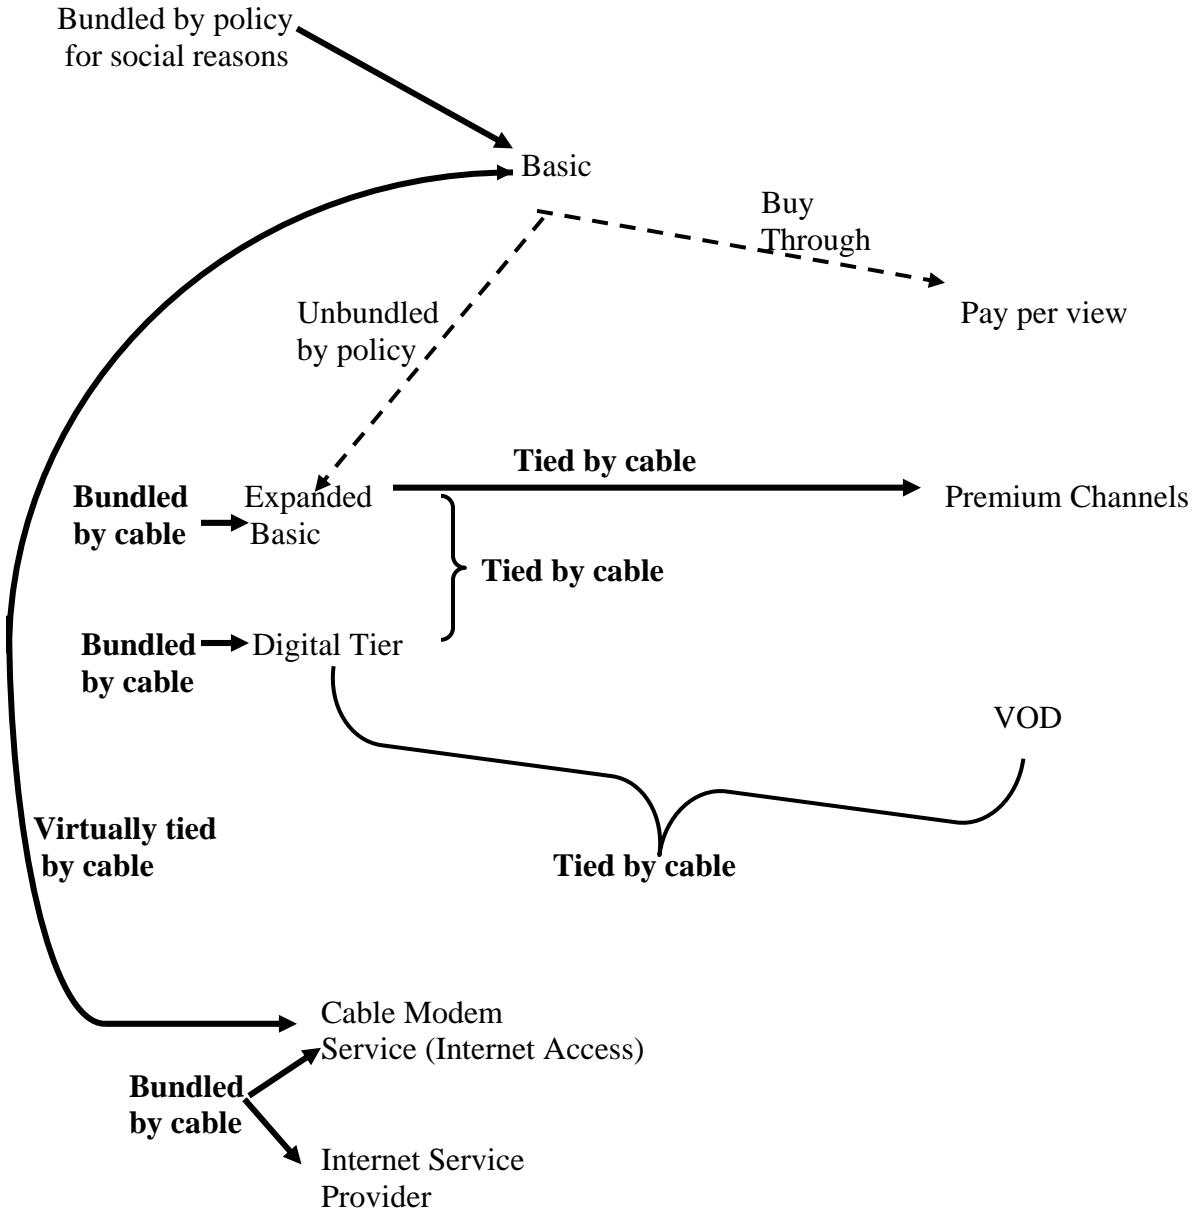 Bundled by policy
for social reasons
Basic
Buy
Through
Unbundled
by policy
Pay per view
Tied by cable
Bundled
by cable
Expanded
Basic
Premium Channels
Tied by cable
Bundled
by cable
Digital Tier
VOD
Virtually tied
by cable
Tied by cable
Cable Modem
Service (Internet Access)
Bundled
by cable
Internet Service
Provider